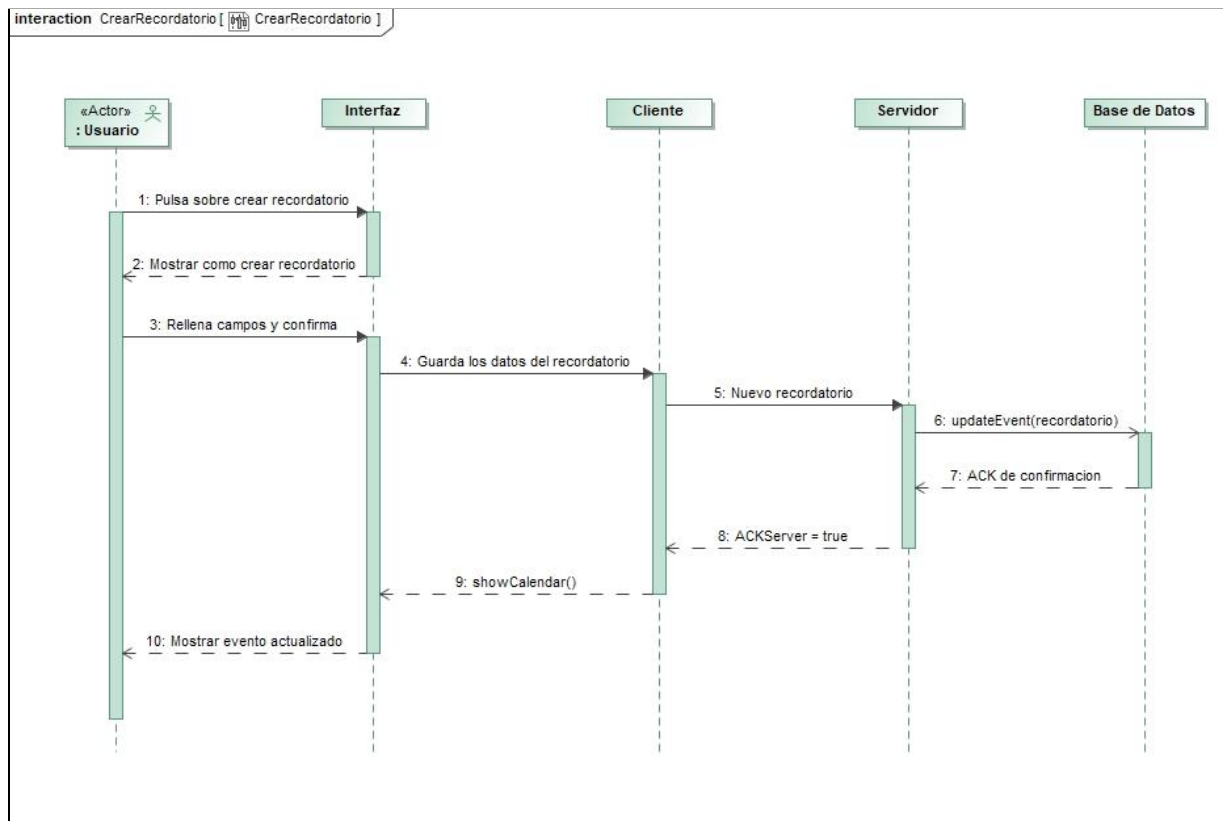 interaction CrearRecordatorio [ CrearRecordatorio ]
«Actor»
: Usuario
Interfaz
Cliente
Servidor
Base de Datos
1: Pulsa sobre crear recordatorio
2: Mostrar como crear recordatorio
3: Rellena campos y confirma
4: Guarda los datos del recordatorio
5: Nuevo recordatorio
6: updateEvent(recordatorio)
7: ACK de confirmacion
8: ACKServer = true
9: showCalendar()
10: Mostrar evento actualizado